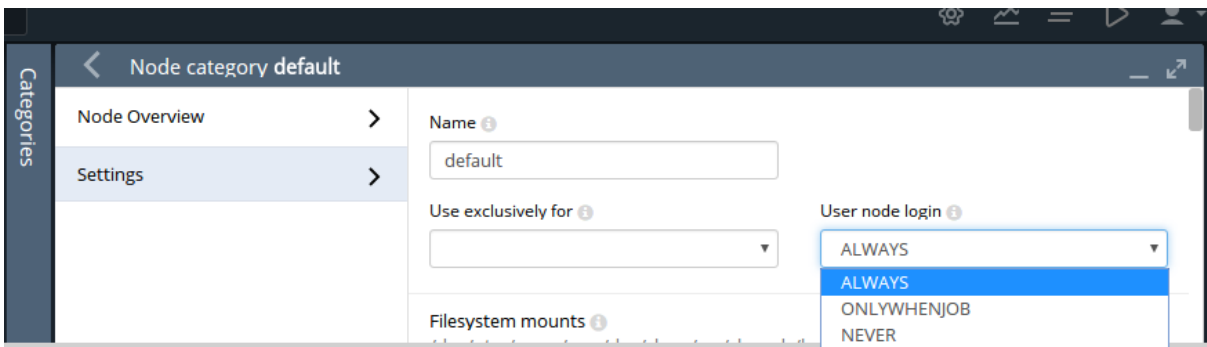 Categories
Node category default
Node Overview
Settings
Name
default
Use exclusively for
User node login
ALWAYS
ALWAYS
ONLYWHENJOB
NEVER
Filesystem mounts